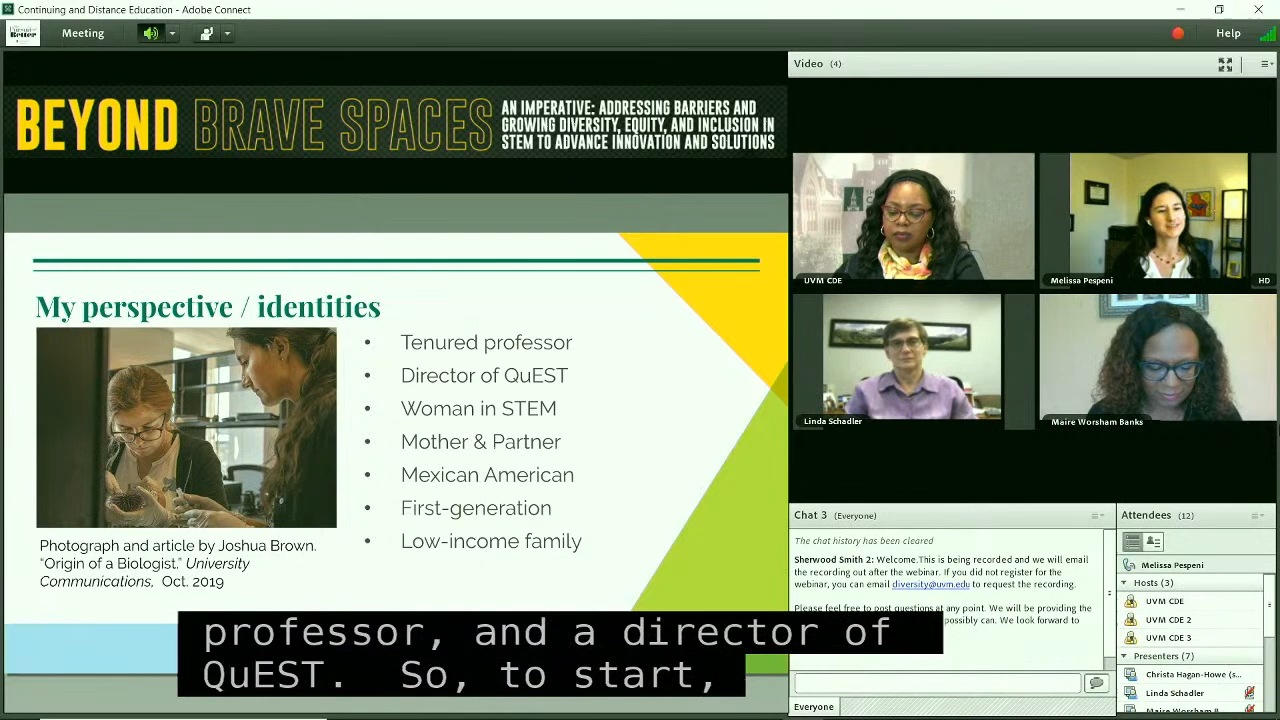 Continuing and Distance Education - Adobe Connect
Meeting
Help
BEYOND BRAVE SPACES
AN IMPERATIVE: ADDRESSING BARRIERS AND
GROWING DIVERSITY, EQUITY, AND INCLUSION IN
STEM TO ADVANCE INNOVATION AND SOLUTIONS
My perspective / identities
• Tenured professor
• Director of QuEST
• Woman in STEM
• Mother & Partner
• Mexican American
• First-generation
• Low-income family
Photograph and article by Joshua Brown.
“Origin of a Biologist.” University
Communications, Oct. 2019
professor, and a director of
QuEST. So, to start,
Video (4)
UVM CDE
Melissa Pespeni
HD
Linda Schadler
Maire Worsham Banks
Chat 3 (Everyone)
The chat history has been cleared
Sherwood Smith 2: Welcome.This is being recorded and we will email
the recording out after the webinar. If you did not register for the
webinar, you can email diversity@uvm.edu to request the recording.
Please feel free to post questions at any point. We will be providing the
possibly can. We look forward to
Everyone
Attendees (12)
Melissa Pespeni
Hosts (3)
UVM CDE
UVM CDE 2
UVM CDE 3
Presenters (7)
Christa Hagan-Howe (s...
Linda Schadler